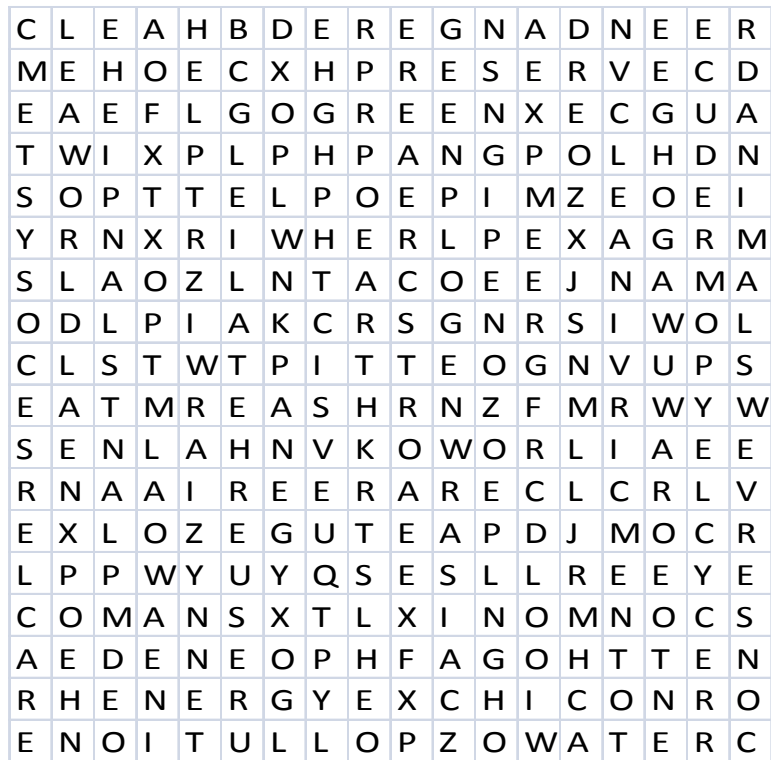 C L E A H B D E R E G N A D N E E R
M E H O E C X H P R E S E R V E C D
E A E F L G O G R E E N X E C G U A
T W I X P L P H P A N G P O L H D N
S O P T T E L P O E P I M Z E O E I
Y R N X R I W H E R L P E X A G R M
S L A O Z L N T A C O E E J N A M A
O D L P I A K C R S G N R S I W O L
C L S T W T P I T T E O G N V U P S
E A T M R E A S H R N Z F M R W Y W
S E N L A H N V K O W O R L I A E E
R N A A I R E E R A R E C L C R L V
E X L O Z E G U T E A P D J M O C R
L P P W Y U Y Q S E S L L R E E Y E
C O M A N S X T L X I N O M N O C S
A E D E N E O P H F A G O H T T E N
R H E N E R G Y E X C H I C O N R O
E N O I T U L L O P Z O W A T E R C